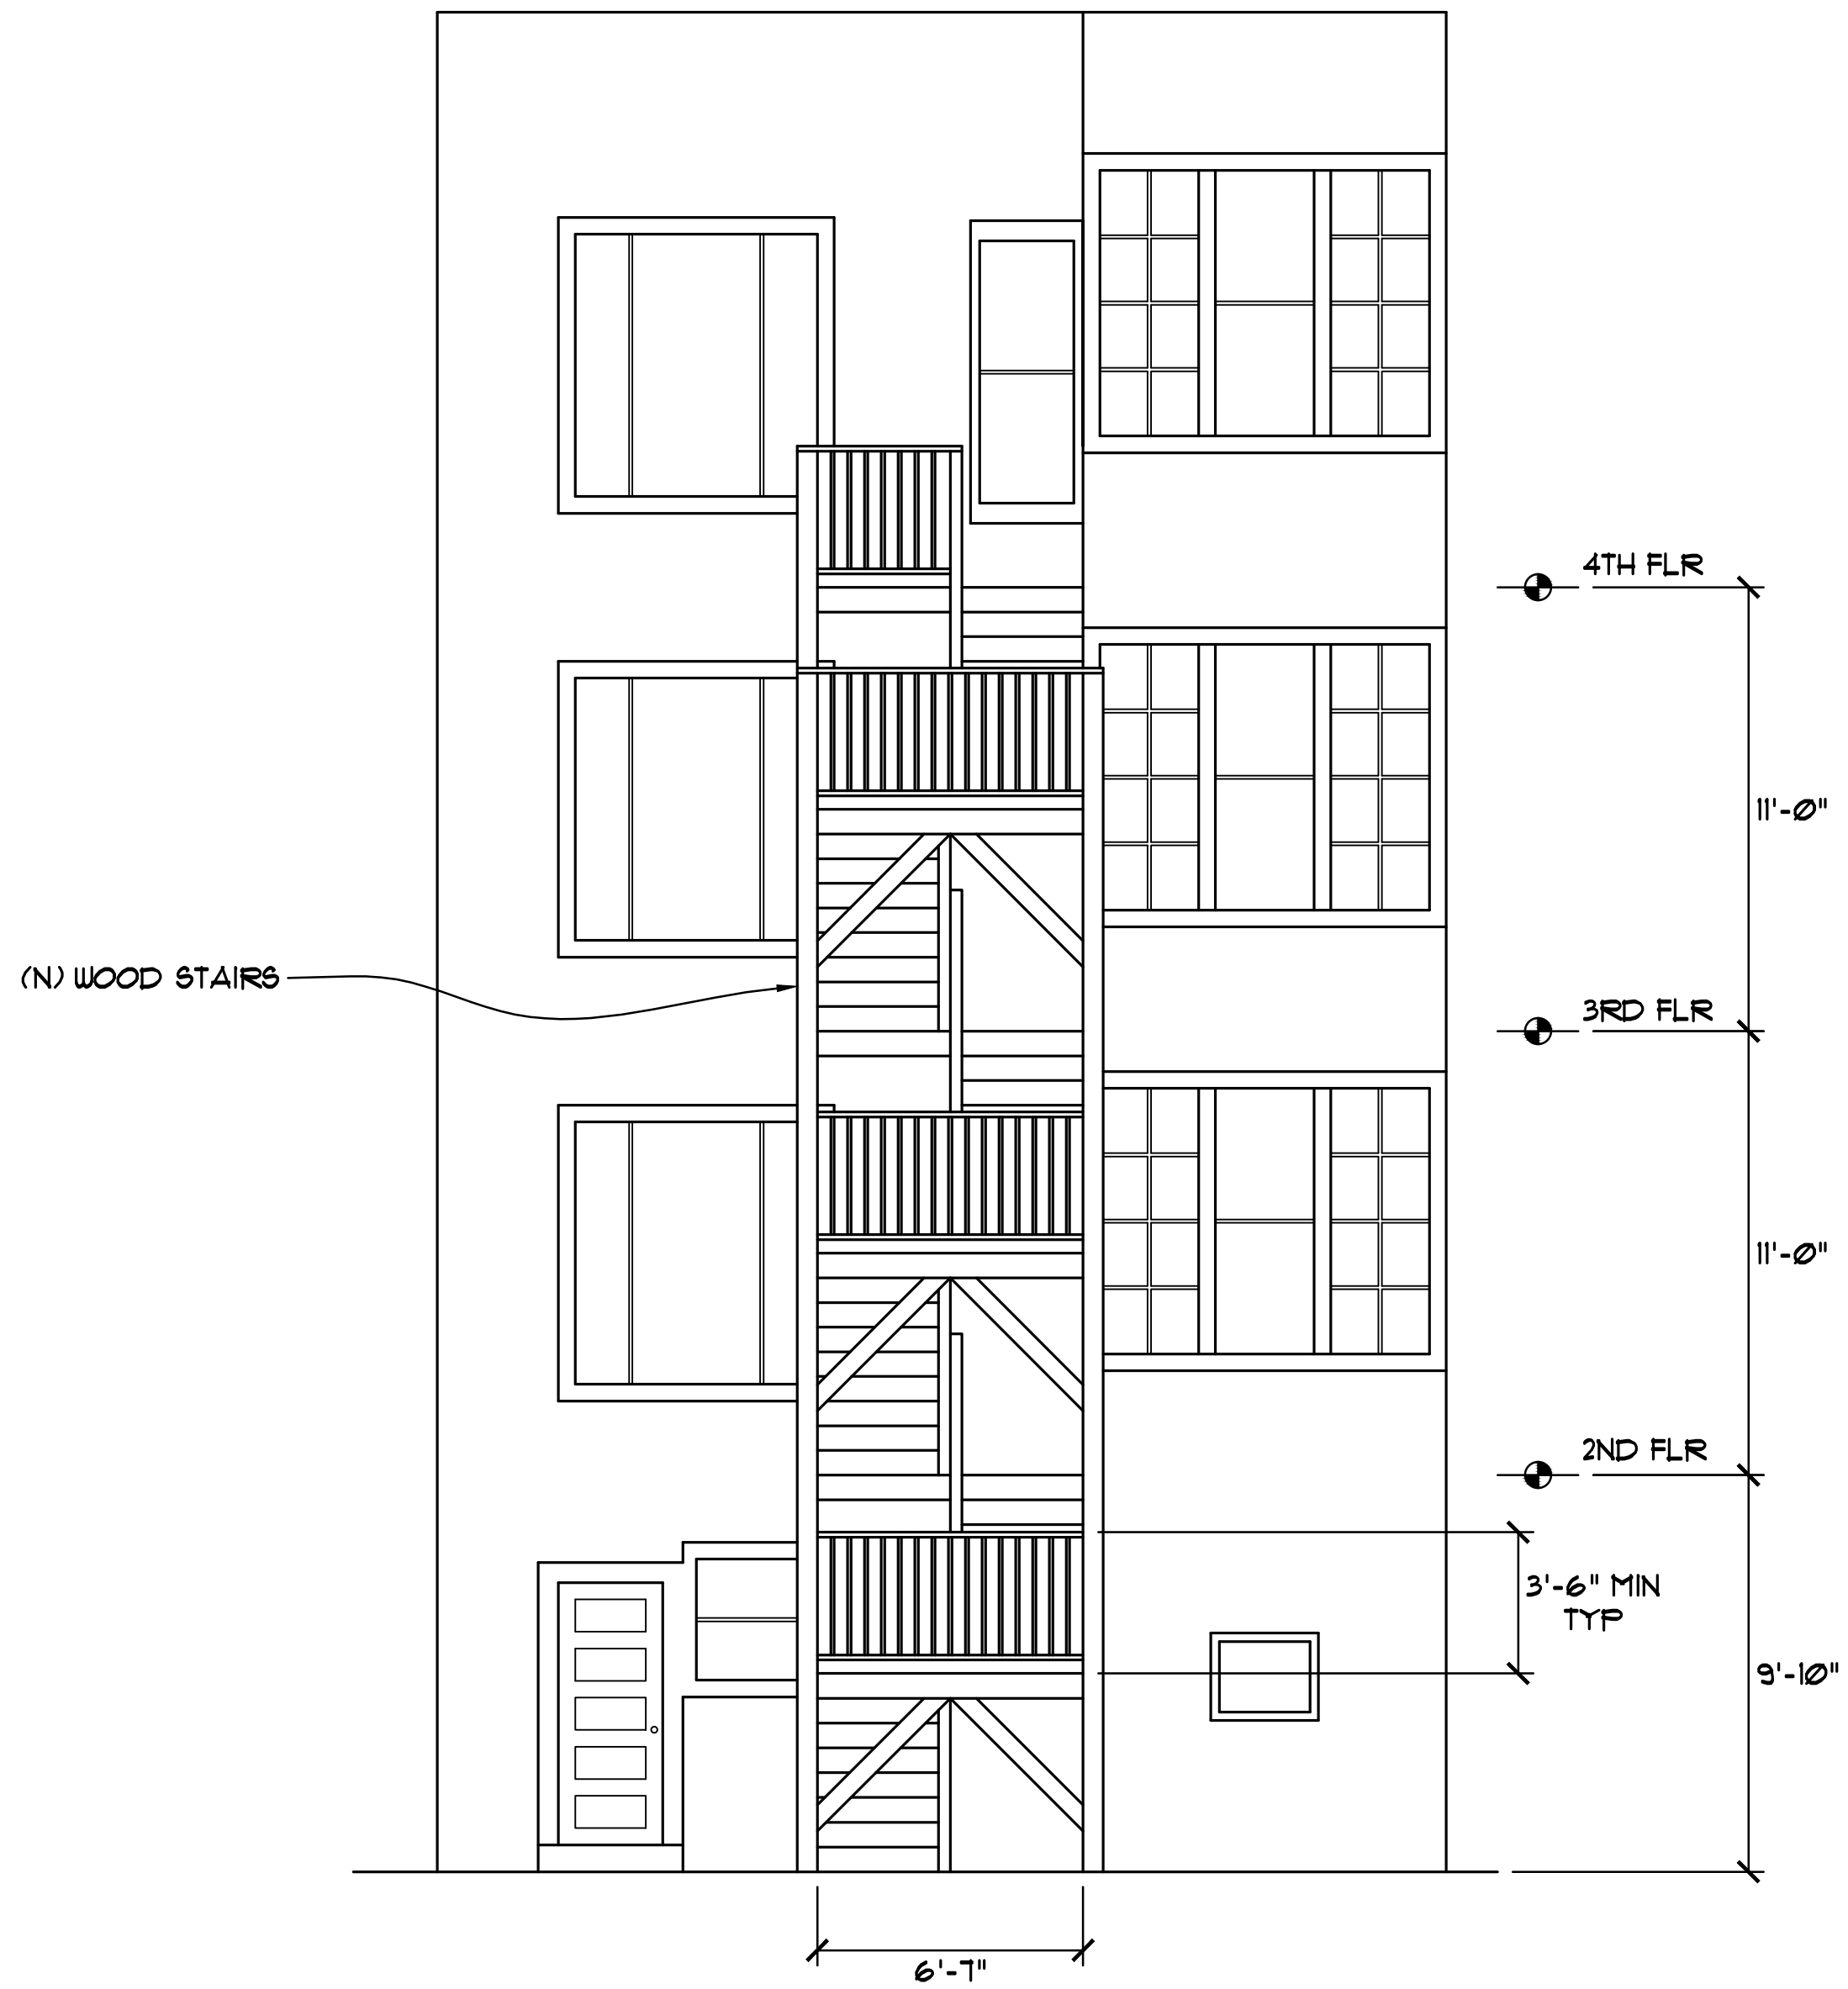 4TH FLR
11'-0"
(N) WOOD STAIRS
3RD FLR
11'-0"
2ND FLR
3'-6" MIN
TYP
9'-10"
6'-7"